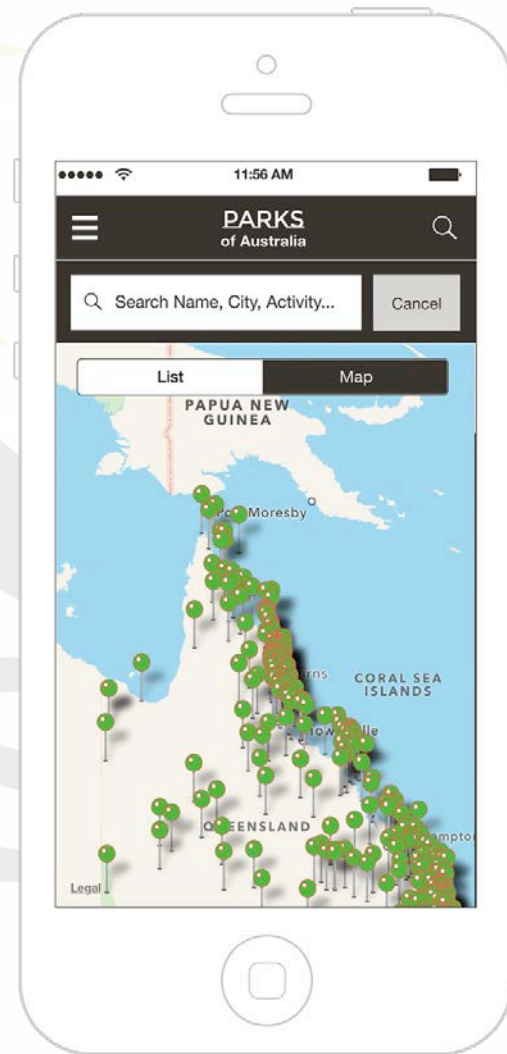 11:56 AM
PARKS
of Australia
Search Name, City, Activity...
Cancel
List
Map
PAPUA NEW
GUINEA
Moresby
CORAL SEA
ISLANDS
QUEENSLAND
Legal